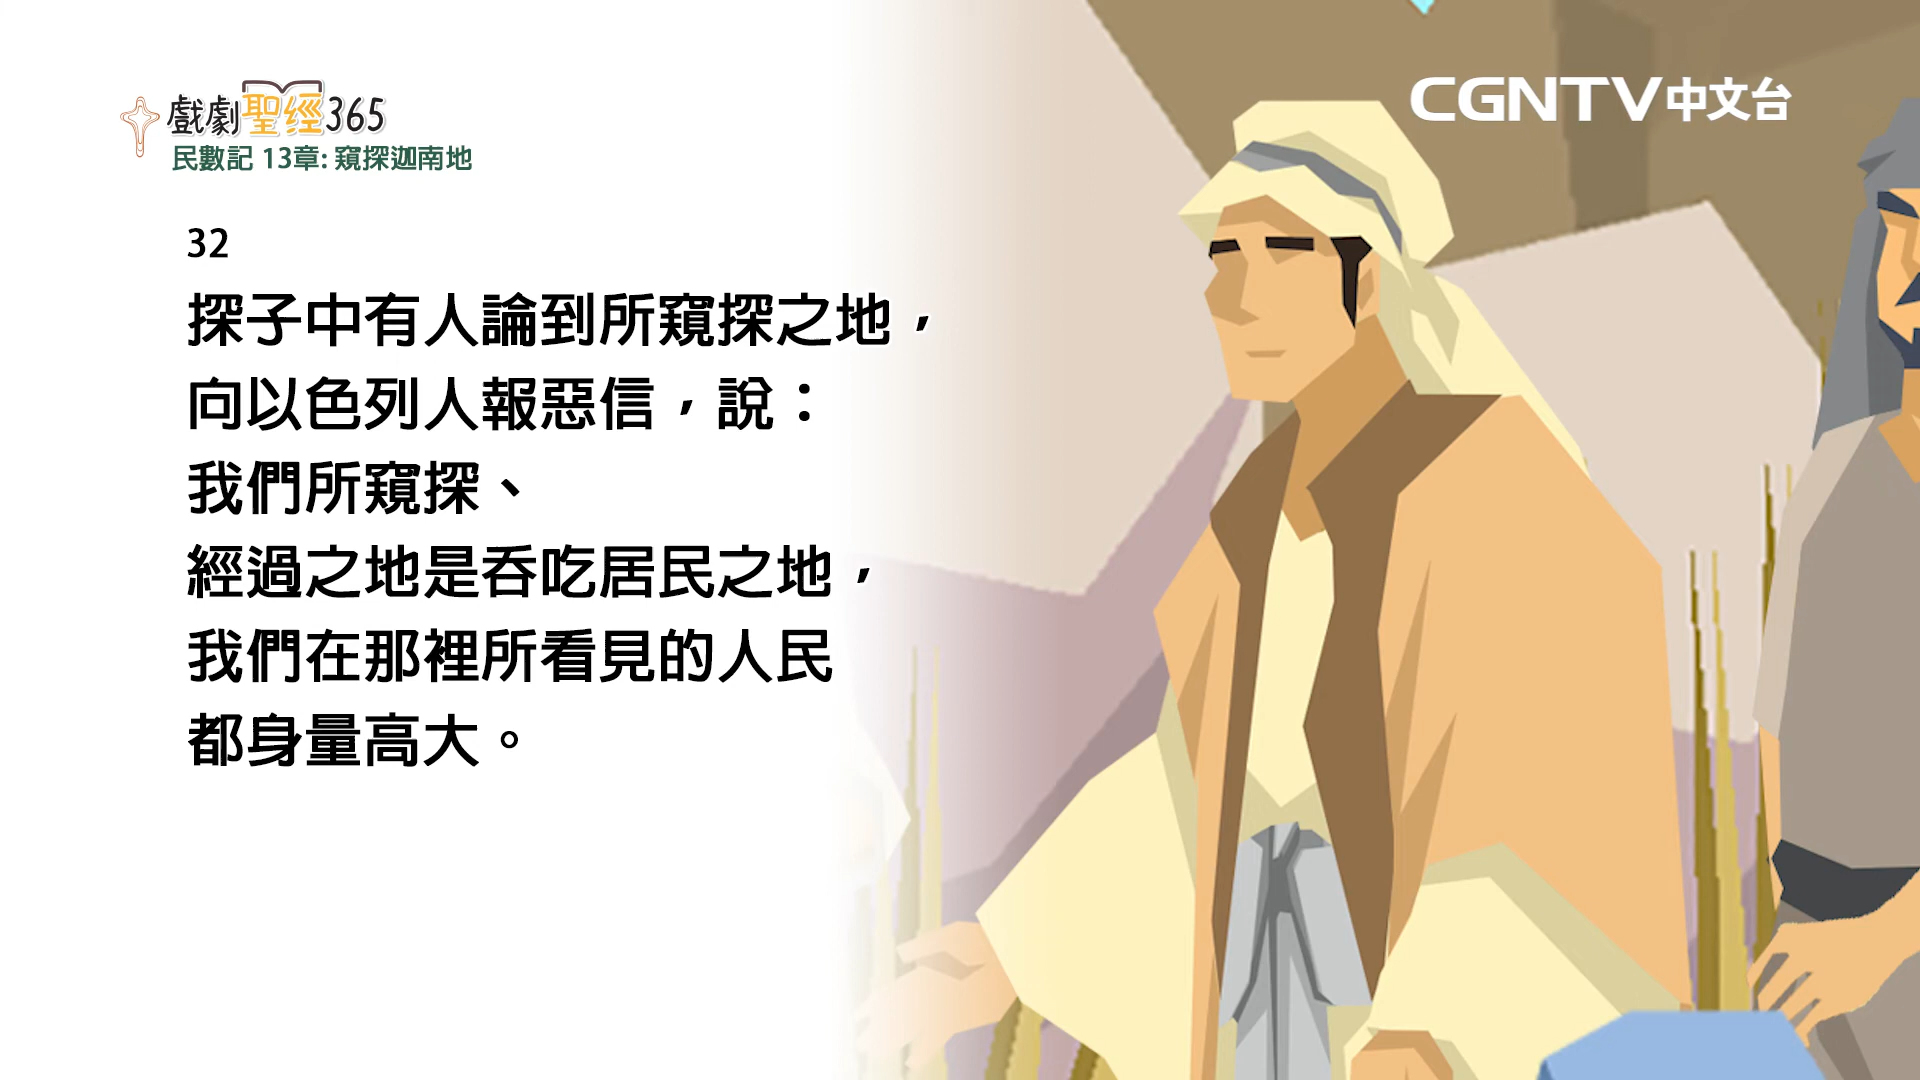 戲劇聖經365
CGNTV中文台
民數記 13章: 窺探迦南地
32
探子中有人論到所窺探之地，
向以色列人報惡信，說：
我們所窺探、
經過之地是吞吃居民之地，
我們在那裡所看見的人民
都身量高大。